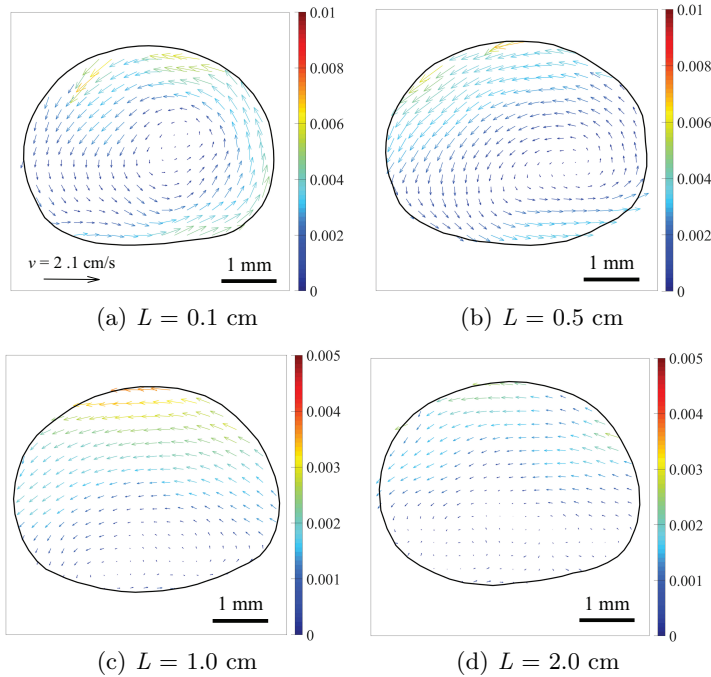 0.01
0.008
0.006
0.004
0.002
0
v = 2 .1 cm/s
1 mm
(a) L = 0.1 cm
0.01
0.008
0.006
0.004
0.002
0
1 mm
(b) L = 0.5 cm
0.005
0.004
0.003
0.002
0.001
0
1 mm
(c) L = 1.0 cm
0.005
0.004
0.003
0.002
0.001
0
1 mm
(d) L = 2.0 cm